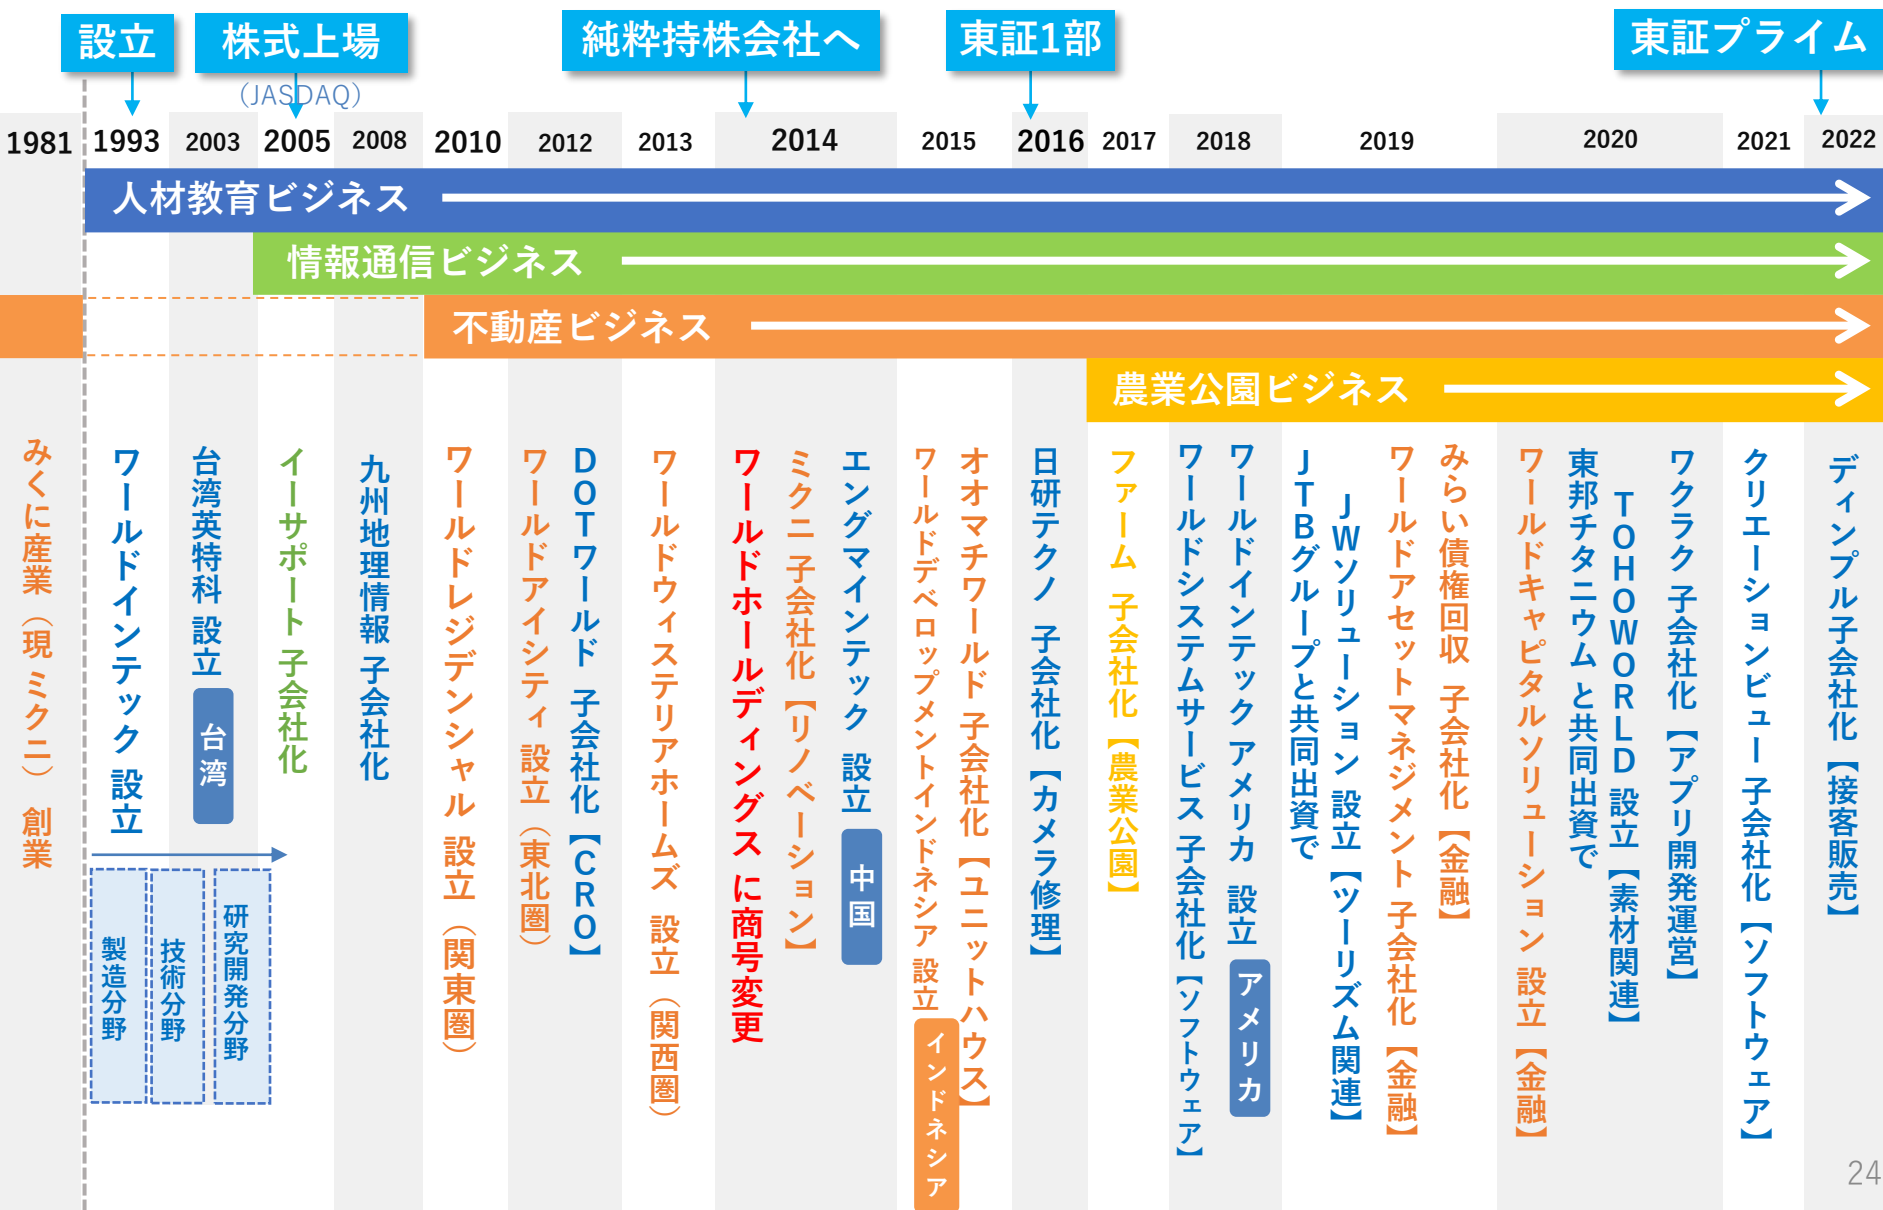 設立
株式上場
(JASDAQ)
純粋持株会社へ
東証1部
東証プライム
1981
1993
2003
2005
2008
2010
2012
2013
2014
2015
2016
2017
2018
2019
2020
2021
2022
人材教育ビジネス
情報通信ビジネス
不動産ビジネス
農業公園ビジネス
みくに産業（現 ミクニ） 創業
ワールドインテック 設立
製造分野
技術分野
研究開発分野
台湾英特科 設立
台湾
イーサポート 子会社化
九州地理情報 子会社化
ワールドレジデンシャル 設立（関東圏）
ワールドアイシティ 設立（東北圏）
DOTワールド 子会社化【CRO】
ワールドウィステリアホームズ 設立（関西圏）
ワールドホールディングス に商号変更
ミクニ 子会社化【リノベーション】
エングマインテック 設立
中国
ワールドデベロップメントインドネシア 設立
インドネシア
オオマチワールド 子会社化【ユニットハウス】
日研テクノ 子会社化【カメラ修理】
ファーム 子会社化【農業公園】
ワールドシステムサービス 子会社化【ソフトウェア】
ワールドインテック アメリカ 設立
アメリカ
JTBグループと共同出資で
JWソリューション 設立【ツーリズム関連】
ワールドアセットマネジメント 子会社化【金融】
みらい債権回収 子会社化【金融】
ワールドキャピタルソリューション 設立【金融】
東邦チタニウム と共同出資で
TOHOWORLD 設立【素材関連】
ワクラク 子会社化【アプリ開発運営】
クリエーションビュー 子会社化【ソフトウェア】
ディンプル子会社化【接客販売】
24